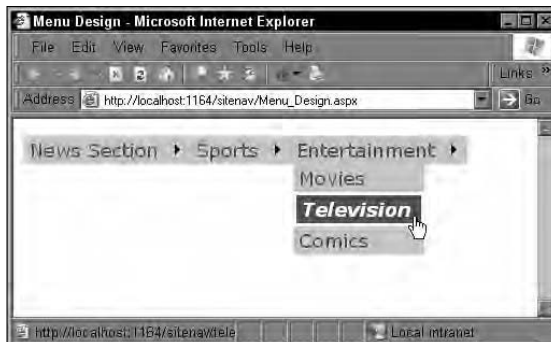 Menu Design - Microsoft Internet Explorer
File Edit View Favorites Tools Help
Links »
Address http://localhost:1164/sitenav/Menu_Design.aspx Go
News Section Sports Entertainment
Movies
Television
Comics
http://localhost:1164/sitenav/tele Local intranet